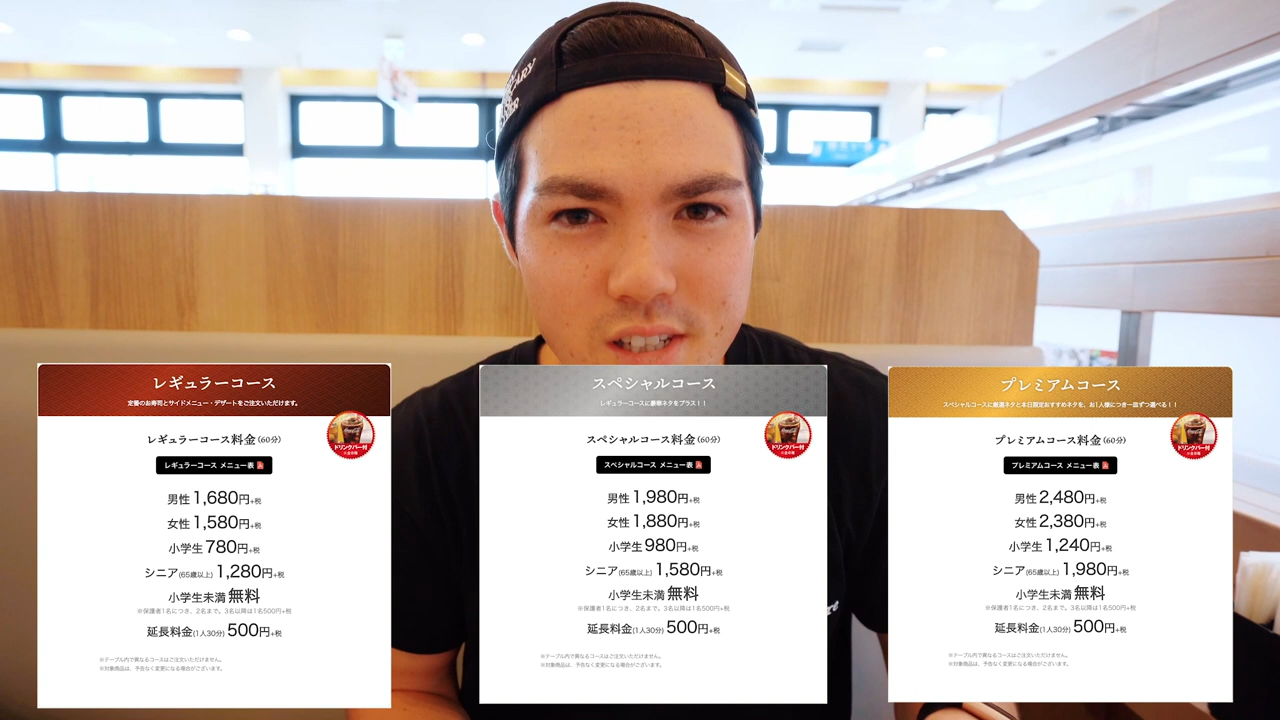 レギュラーコース
定番のお寿司とサイドメニュー・デザートをご注文いただけます。
レギュラーコース料金(60分)
ドリンクバー付
レギュラーコース メニュー表
男性1,680円+税
女性1,580円+税
小学生780円+税
シニア(65歳以上)1,280円+税
小学生未満無料
※保護者1名につき、2名まで。3名以降は1名500円+税
延長料金(1人30分)500円+税
※テーブル内で異なるコースはご注文いただけません。
※対象商品は、予告なく変更になる場合がございます。
スペシャルコース
レギュラーコースに豪華ネタをプラス!!
スペシャルコース料金(60分)
ドリンクバー付
スペシャルコース メニュー表
男性1,980円+税
女性1,880円+税
小学生980円+税
シニア(65歳以上)1,580円+税
小学生未満無料
※保護者1名につき、2名まで。3名以降は1名500円+税
延長料金(1人30分)500円+税
※テーブル内で異なるコースはご注文いただけません。
※対象商品は、予告なく変更になる場合がございます。
プレミアムコース
スペシャルコースに厳選ネタと本日限定おすすめネタを、お1人様につき一皿ずつ選べる!!
プレミアムコース料金(60分)
ドリンクバー付
プレミアムコース メニュー表
男性2,480円+税
女性2,380円+税
小学生1,240円+税
シニア(65歳以上)1,980円+税
小学生未満無料
※保護者1名につき、2名まで。3名以降は1名500円+税
延長料金(1人30分)500円+税
※テーブル内で異なるコースはご注文いただけません。
※対象商品は、予告なく変更になる場合がございます。